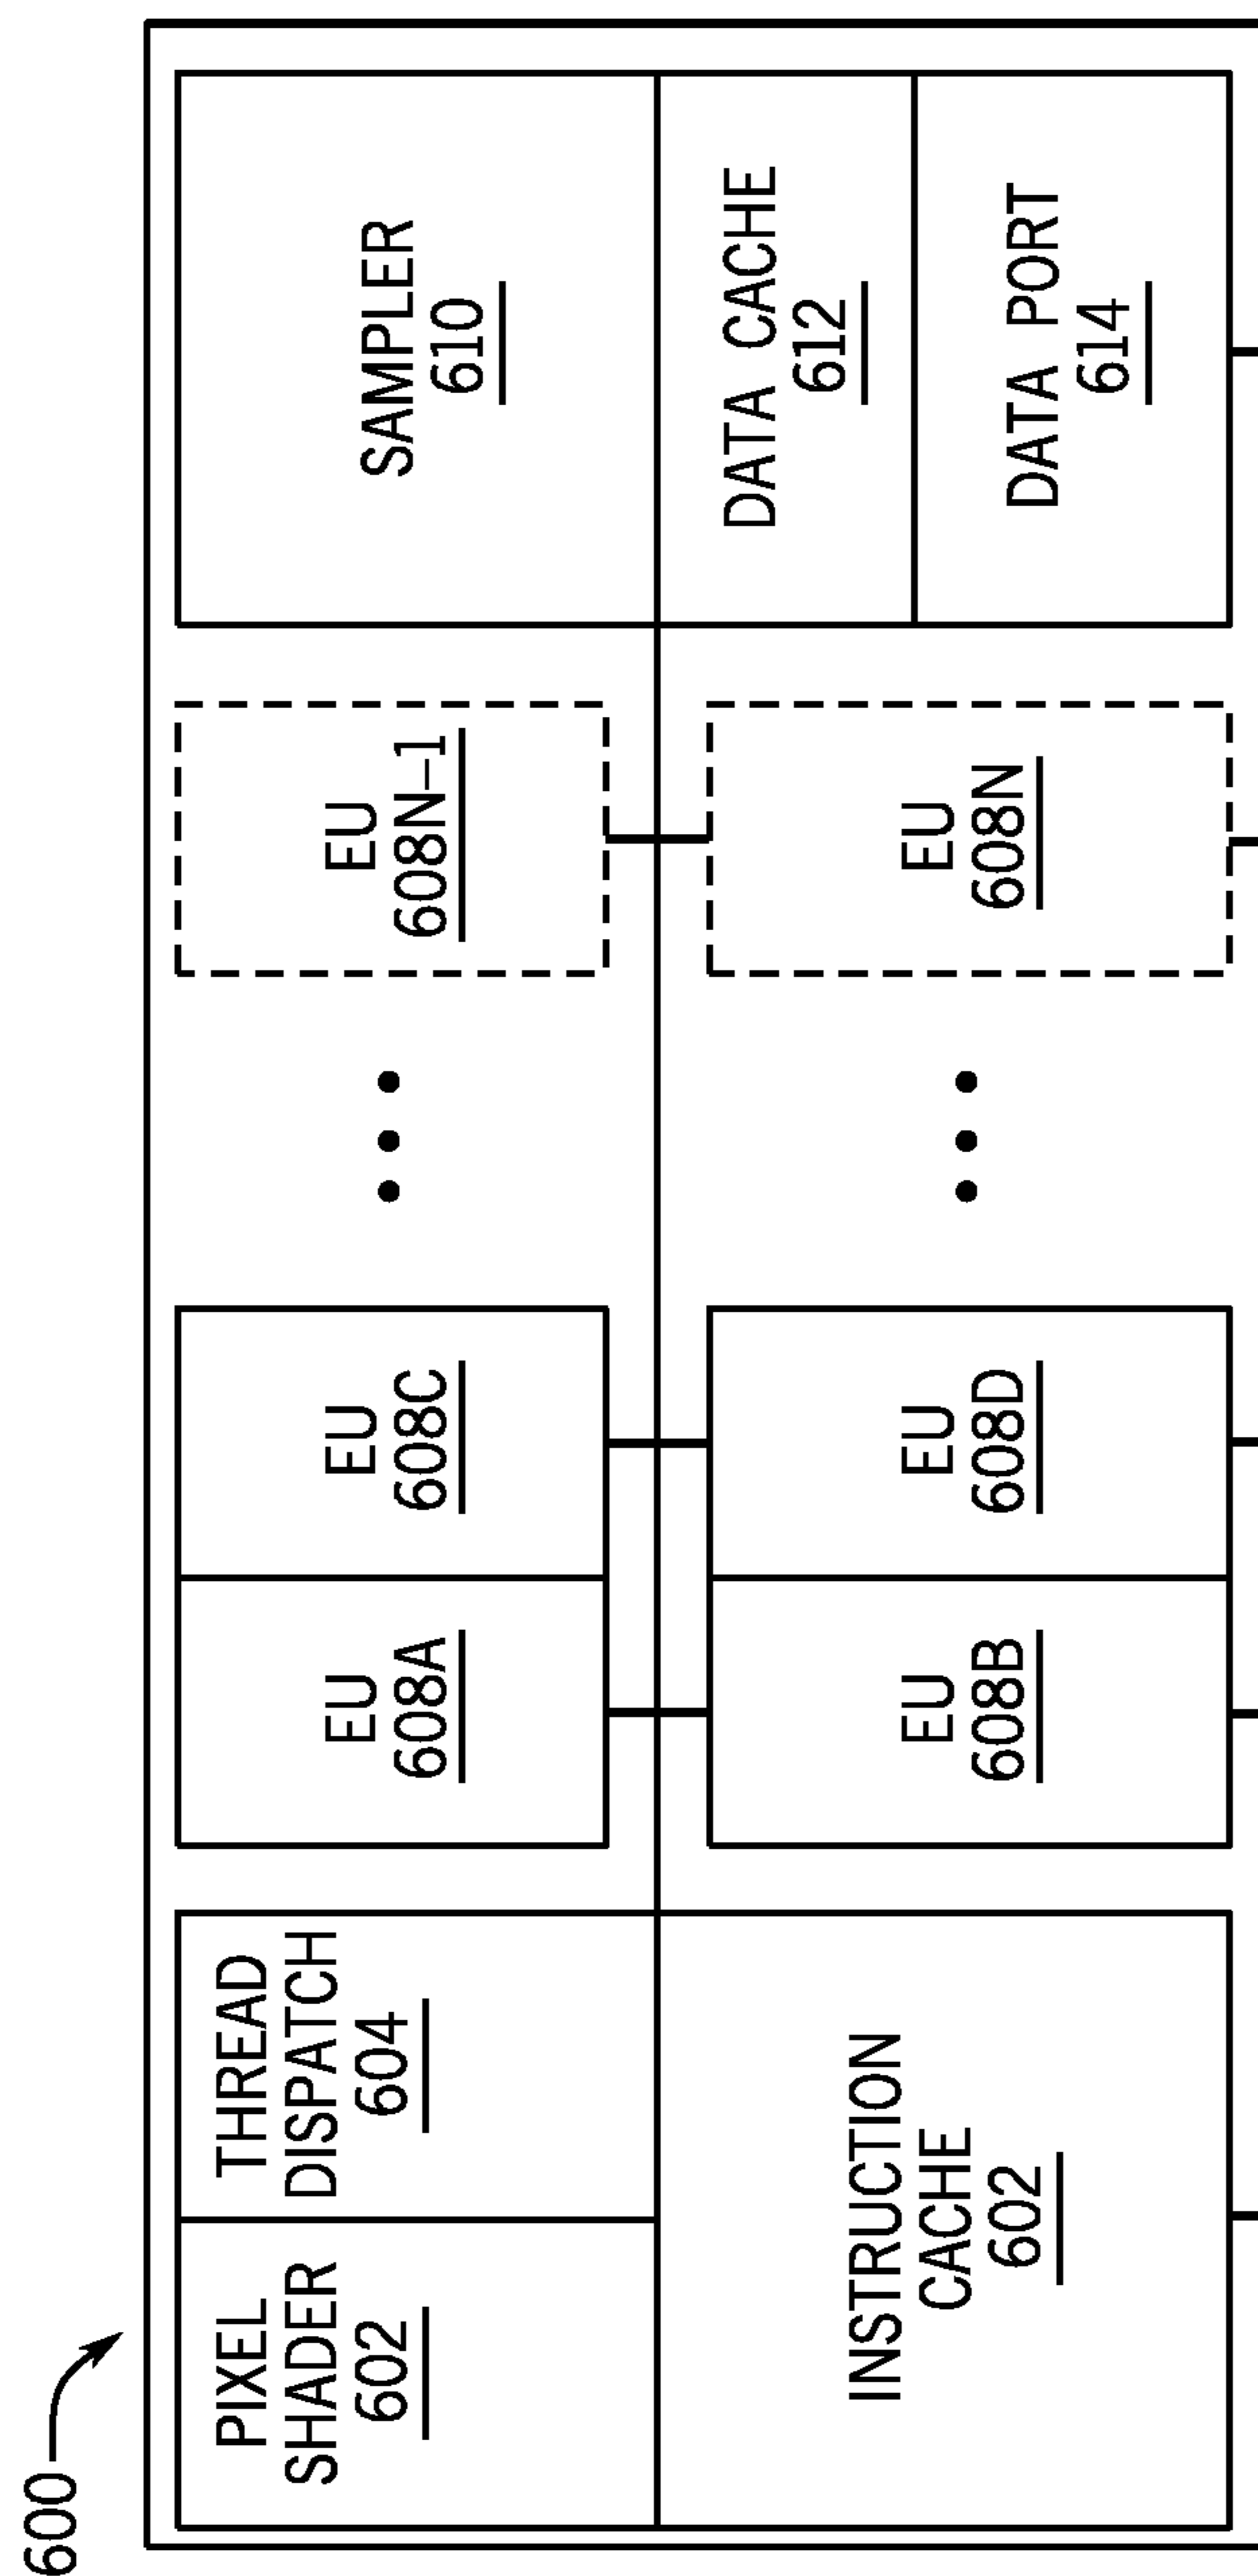 600
PIXEL
SHADER
602
THREAD
DISPATCH
604
INSTRUCTION
CACHE
602
EU
608A
EU
608C
EU
608B
EU
608D
EU
608N-1
EU
608N
SAMPLER
610
DATA CACHE
612
DATA PORT
614